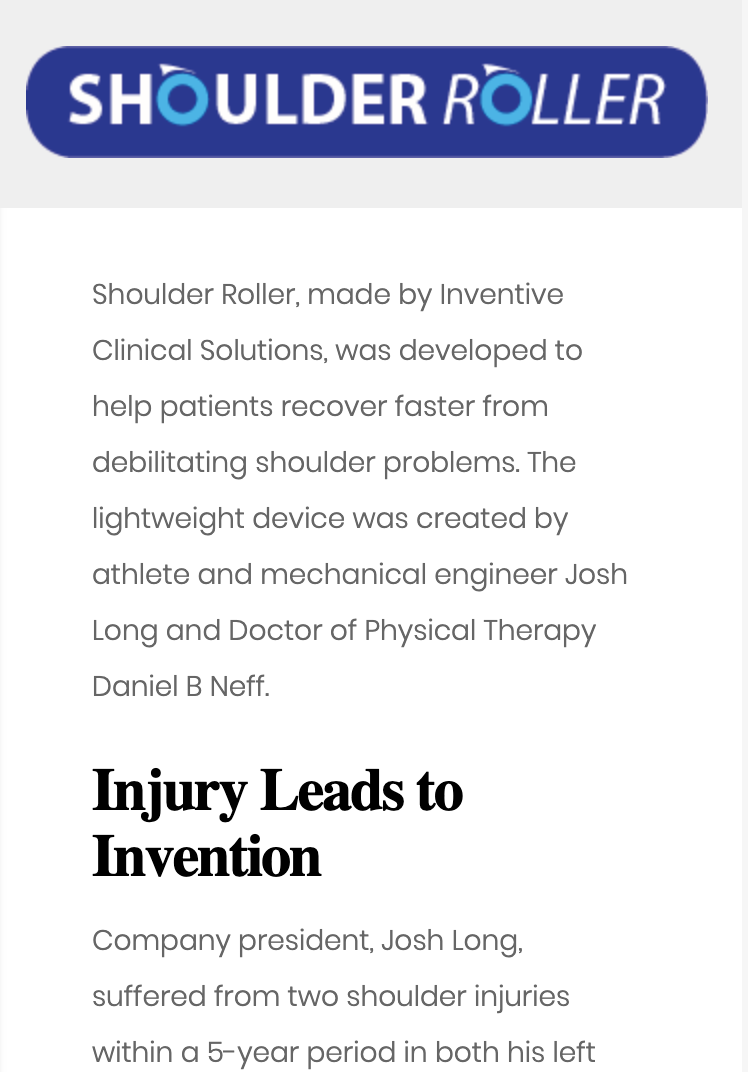 SHOULDER ROLLER
Shoulder Roller, made by Inventive
Clinical Solutions, was developed to
help patients recover faster from
debilitating shoulder problems. The
lightweight device was created by
athlete and mechanical engineer Josh
Long and Doctor of Physical Therapy
Daniel B Neff.
Injury Leads to
Invention
Company president, Josh Long,
suffered from two shoulder injuries
within a 5-year period in both his left